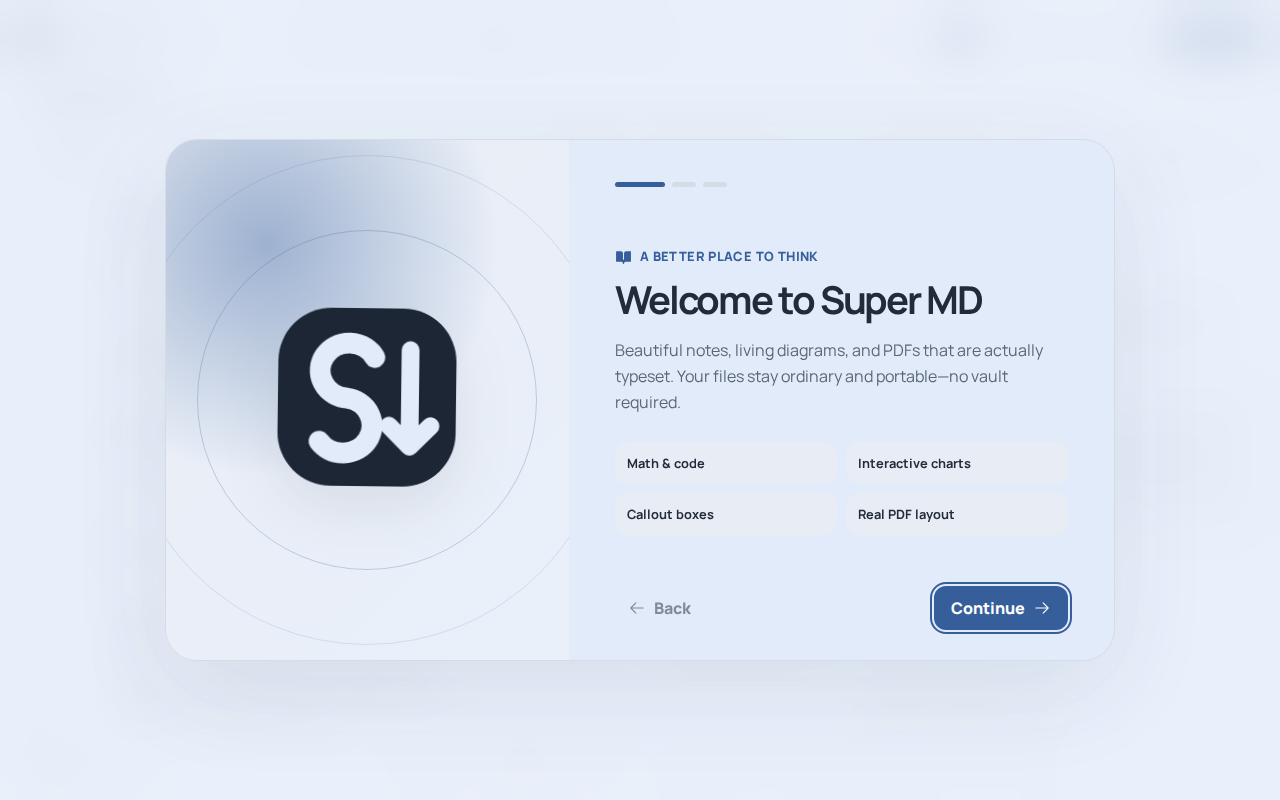 A BETTER PLACE TO THINK
Welcome to Super MD
Beautiful notes, living diagrams, and PDFs that are actually
typeset. Your files stay ordinary and portable—no vault
required.
Math & code
Interactive charts
Callout boxes
Real PDF layout
Back
Continue